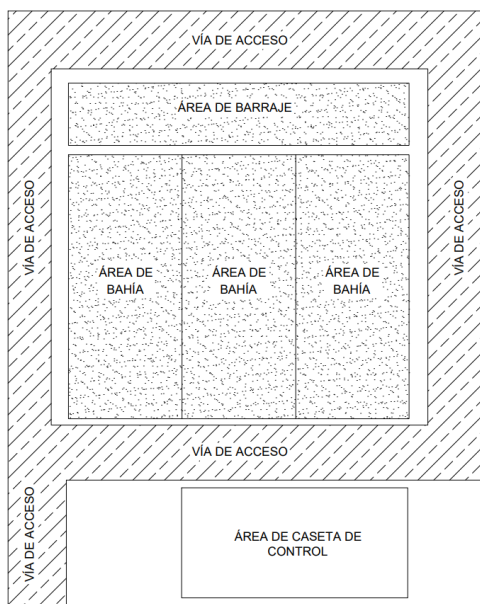 VÍA DE ACCESO
ÁREA DE BARRAJE
VÍA DE ACCESO
VÍA DE ACCESO
ÁREA DE
BAHÍA
ÁREA DE
BAHÍA
ÁREA DE
BAHÍA
VÍA DE ACCESO
VÍA DE ACCESO
ÁREA DE CASETA DE
CONTROL